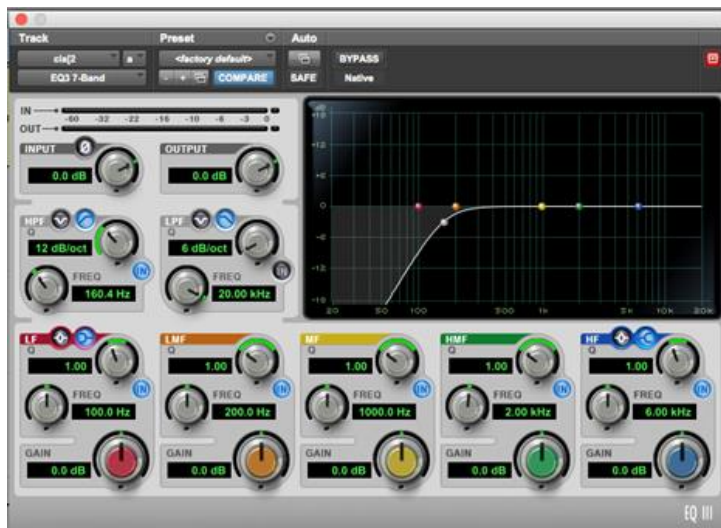 Track Preset Auto
cla[2 a <factory default> BYPASS
EQ3 7-Band - + COMPARE SAFE Native
IN -60 -32 -22 -16 -10 -6 -3 0
OUT
INPUT Ø OUTPUT
0.0 dB 0.0 dB
HPF LPF
Q Q
12 dB/oct 6 dB/oct
IN IN
FREQ FREQ
160.4 Hz 20.00 kHz
dB
+18
+12
+6
0
-6
-12
-18
20 50 100 500 1k 5k 10k 20k
LF LMF MF HMF HF
Q Q Q Q Q
1.00 1.00 1.00 1.00 1.00
IN IN IN IN IN
FREQ FREQ FREQ FREQ FREQ
100.0 Hz 200.0 Hz 1000.0 Hz 2.00 kHz 6.00 kHz
GAIN GAIN GAIN GAIN GAIN
0.0 dB 0.0 dB 0.0 dB 0.0 dB 0.0 dB
EQ III